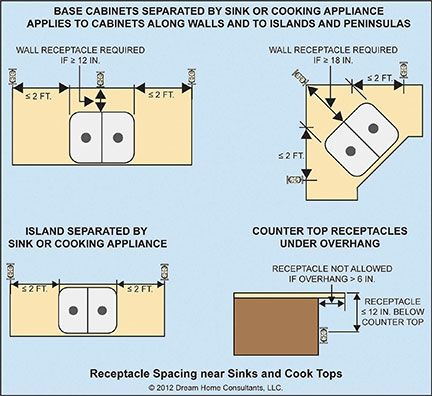 BASE CABINETS SEPARATED BY SINK OR COOKING APPLIANCE
APPLIES TO CABINETS ALONG WALLS AND TO ISLANDS AND PENINSULAS
WALL RECEPTACLE REQUIRED
IF ≥ 12 IN.
≤ 2 FT.
≤ 2 FT.
WALL RECEPTACLE REQUIRED
IF ≥ 18 IN.
≤ 2 FT.
≤ 2 FT.
ISLAND SEPARATED BY
SINK OR COOKING APPLIANCE
≤ 2 FT.
≤ 2 FT.
COUNTER TOP RECEPTACLES
UNDER OVERHANG
RECEPTACLE NOT ALLOWED
IF OVERHANG > 6 IN.
RECEPTACLE
≤ 12 IN. BELOW
COUNTER TOP
Receptacle Spacing near Sinks and Cook Tops
© 2012 Dream Home Consultants, LLC.